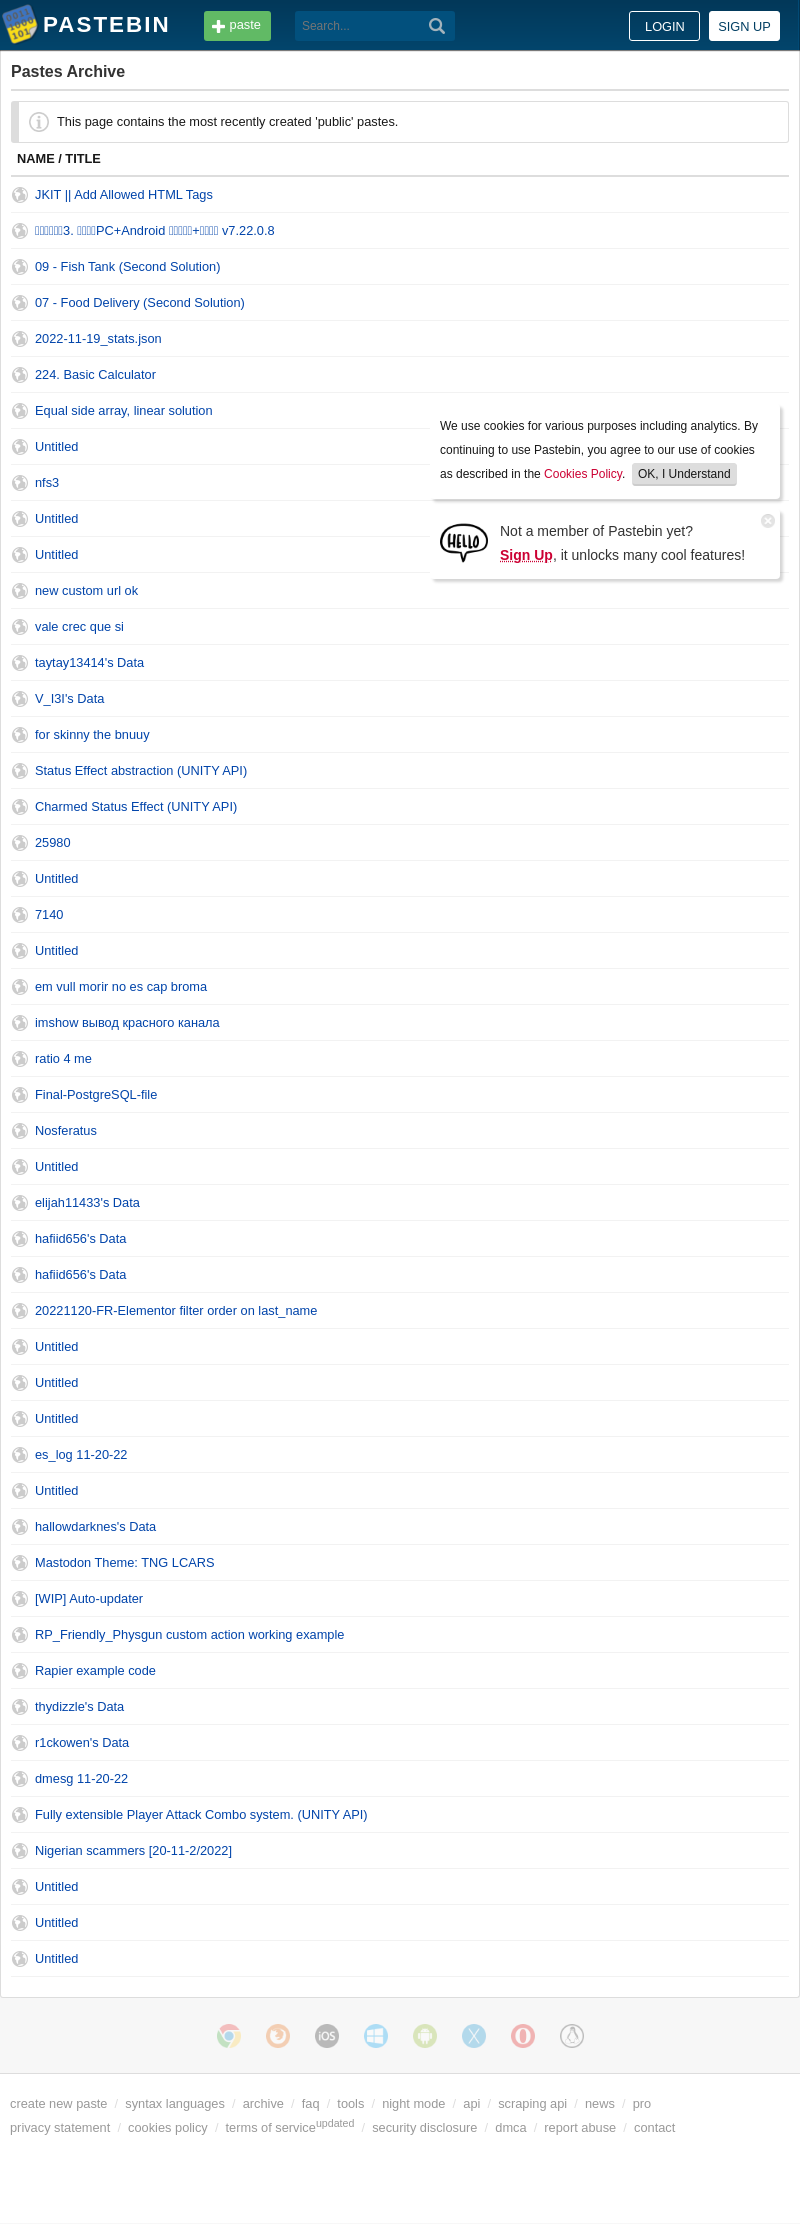 PASTEBIN
paste
Search...
LOGIN
SIGN UP
Pastes Archive
This page contains the most recently created 'public' pastes.
NAME / TITLE
JKIT || Add Allowed HTML Tags
3. PC+Android + v7.22.0.8
09 - Fish Tank (Second Solution)
07 - Food Delivery (Second Solution)
2022-11-19_stats.json
224. Basic Calculator
Equal side array, linear solution
Untitled
nfs3
Untitled
Untitled
We use cookies for various purposes including analytics. By
continuing to use Pastebin, you agree to our use of cookies
as described in the Cookies Policy. OK, I Understand
HELLO
Not a member of Pastebin yet?
Sign Up, it unlocks many cool features!
new custom url ok
vale crec que si
taytay13414's Data
V_I3I's Data
for skinny the bnuuy
Status Effect abstraction (UNITY API)
Charmed Status Effect (UNITY API)
25980
Untitled
7140
Untitled
em vull morir no es cap broma
imshow вывод красного канала
ratio 4 me
Final-PostgreSQL-file
Nosferatus
Untitled
elijah11433's Data
hafiid656's Data
hafiid656's Data
20221120-FR-Elementor filter order on last_name
Untitled
Untitled
Untitled
es_log 11-20-22
Untitled
hallowdarknes's Data
Mastodon Theme: TNG LCARS
[WIP] Auto-updater
RP_Friendly_Physgun custom action working example
Rapier example code
thydizzle's Data
r1ckowen's Data
dmesg 11-20-22
Fully extensible Player Attack Combo system. (UNITY API)
Nigerian scammers [20-11-2/2022]
Untitled
Untitled
Untitled
iOS
create new paste / syntax languages / archive / faq / tools / night mode / api / scraping api / news / pro
privacy statement / cookies policy / terms of service updated / security disclosure / dmca / report abuse / contact